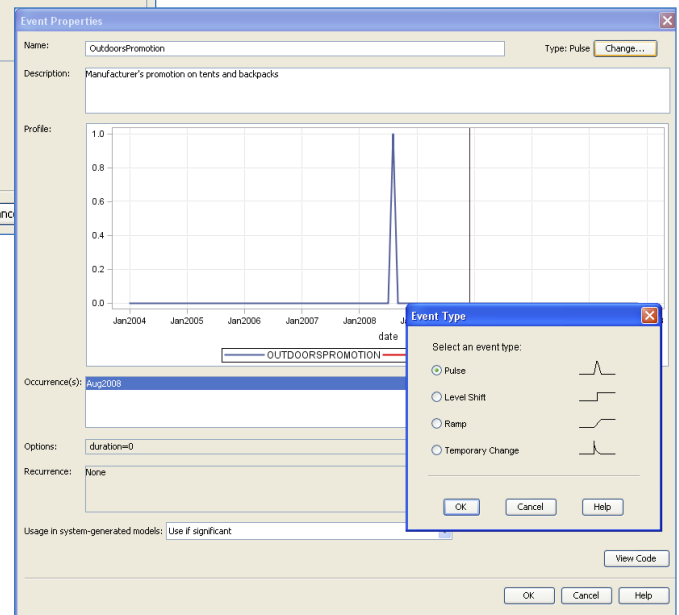 Event Properties
Name: OutdoorsPromotion Type: Pulse Change...
Description: Manufacturer's promotion on tents and backpacks
Profile:
1.0
0.8
0.6
0.4
0.2
0.0
Jan2004 Jan2005 Jan2006 Jan2007 Jan2008
date
OUTDOORSPROMOTION
Event Type
Select an event type:
Pulse
Level Shift
Ramp
Temporary Change
OK Cancel Help
Occurrence(s): Aug2008
Options: duration=0
Recurrence: None
Usage in system-generated models: Use if significant
View Code
OK Cancel Help